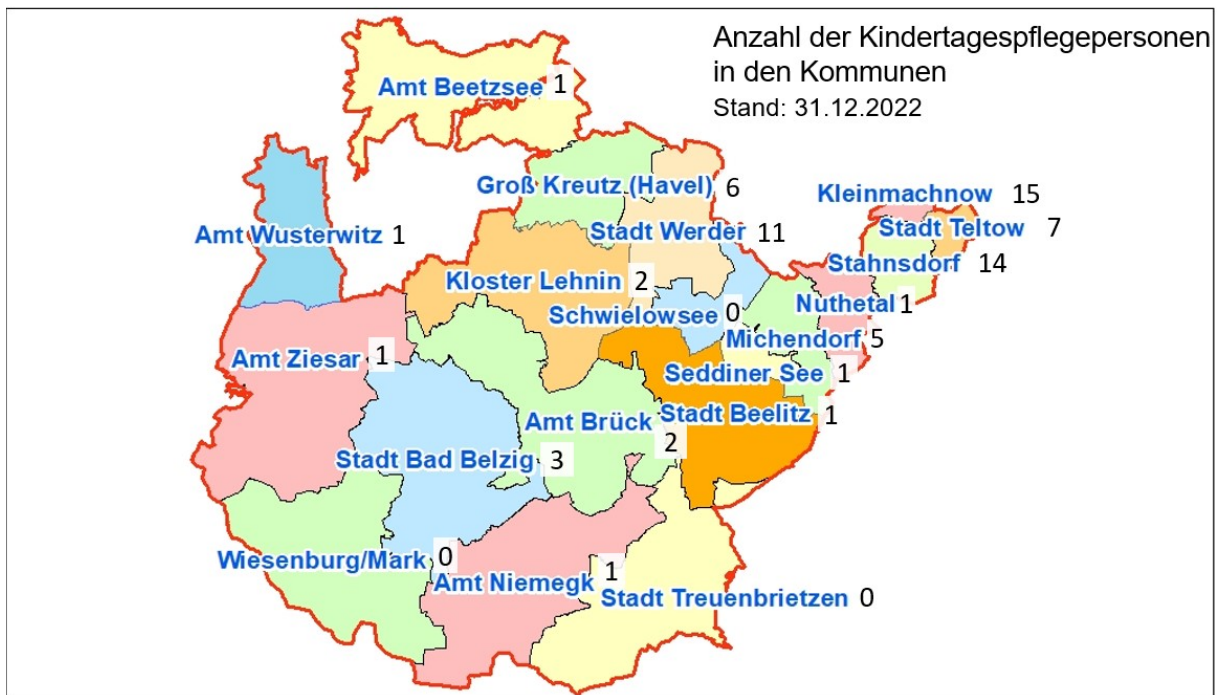 Anzahl der Kindertagespflegepersonen
in den Kommunen
Stand: 31.12.2022
Amt Beetzsee 1
Groß Kreutz (Havel) 6
Kleinmachnow 15
Stadt Teltow 7
Amt Wusterwitz 1
Stadt Werder 11
Stahnsdorf 14
Kloster Lehnin 2
Nuthetal 1
Schwielowsee 0
Michendorf 5
Amt Ziesar 1
Seddiner See 1
Stadt Beelitz 1
Amt Brück 2
Stadt Bad Belzig 3
Wiesenburg/Mark 0
Amt Niemegk 1
Stadt Treuenbrietzen 0